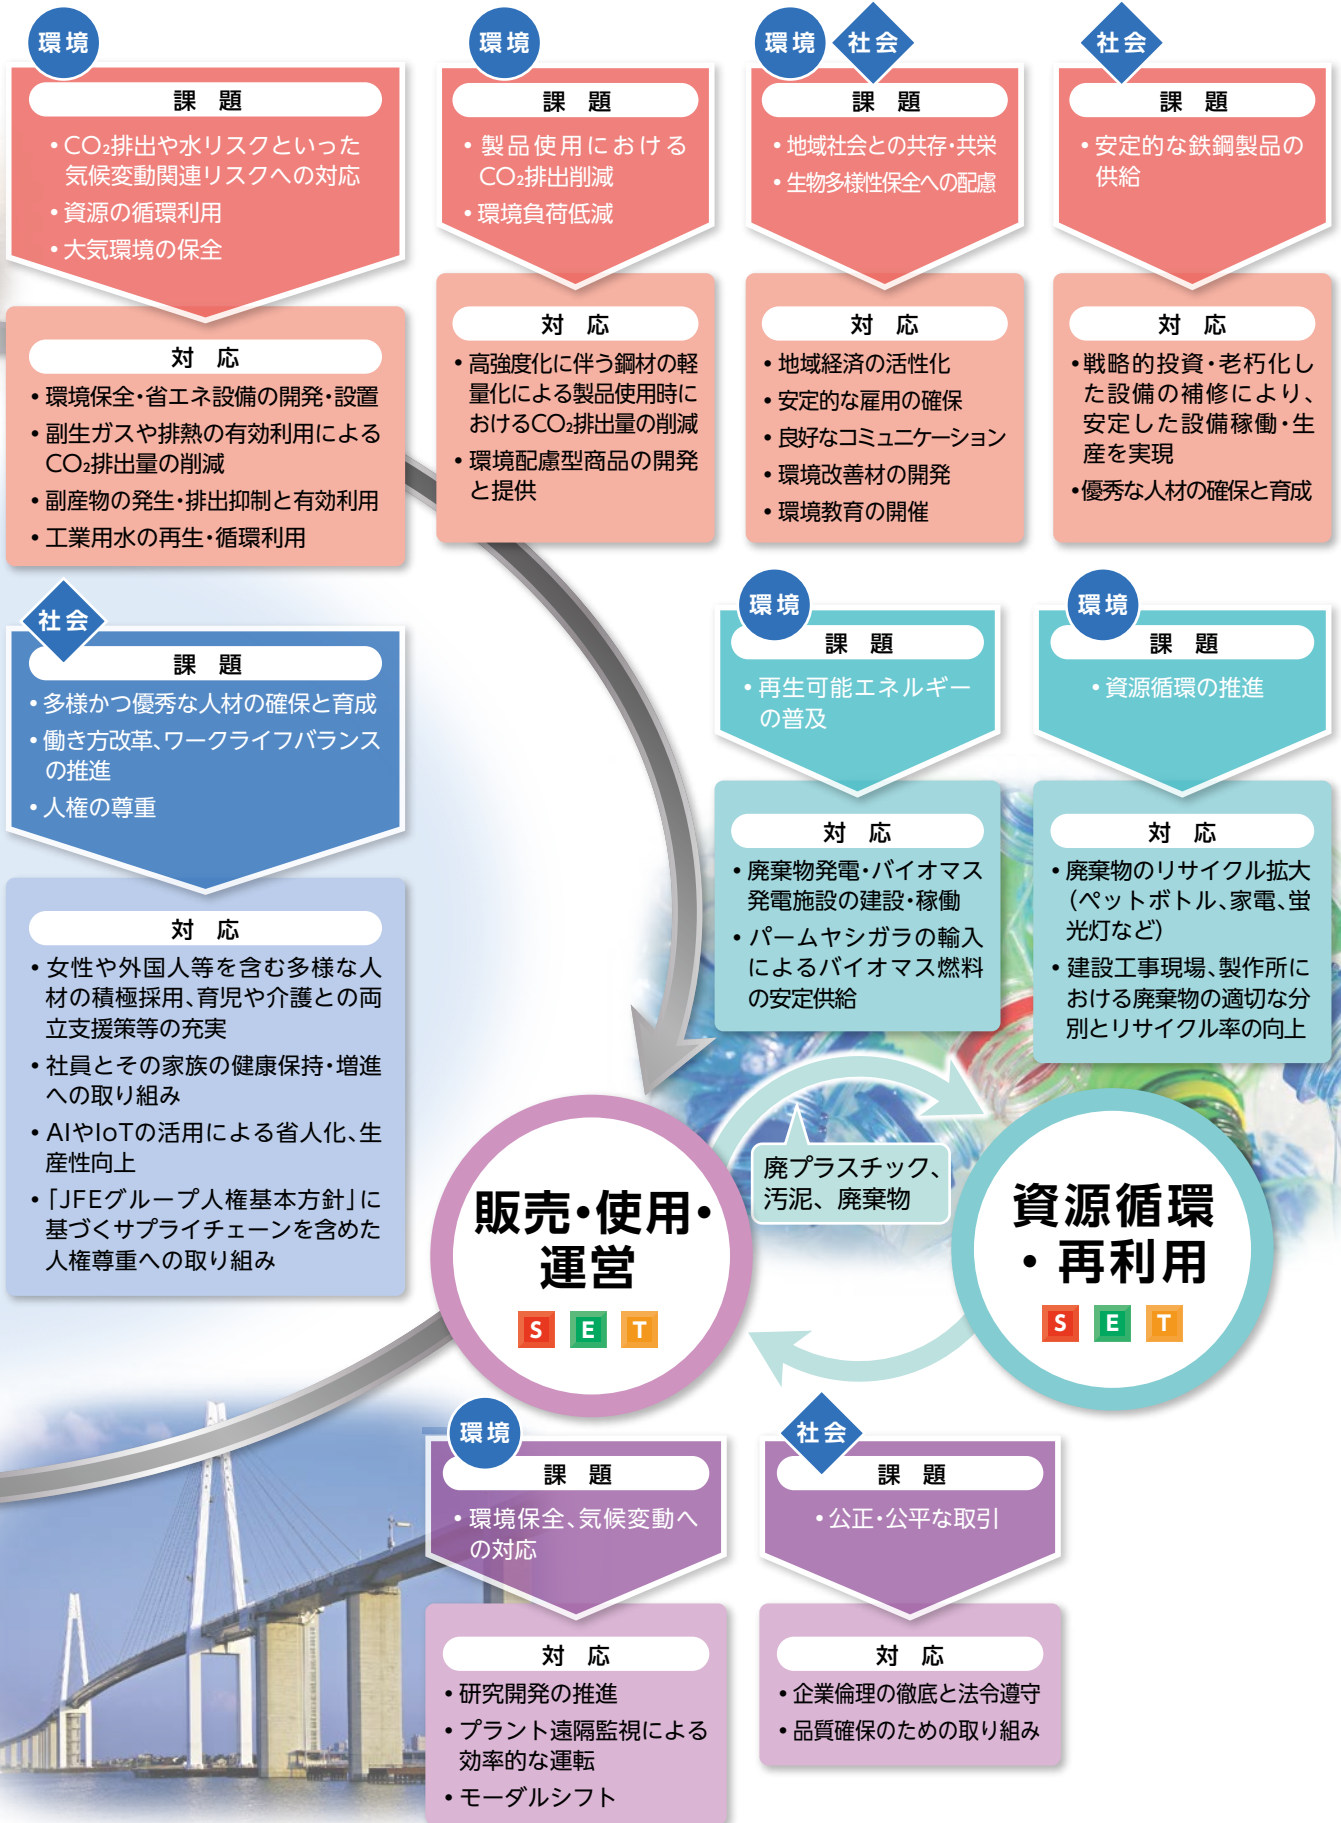 環境
課題
• CO₂排出や水リスクといった
気候変動関連リスクへの対応
• 資源の循環利用
• 大気環境の保全
対応
• 環境保全・省エネ設備の開発・設置
• 副生ガスや排熱の有効利用による
CO₂排出量の削減
• 副産物の発生・排出抑制と有効利用
• 工業用水の再生・循環利用
環境
課題
• 製品使用における
CO₂排出削減
• 環境負荷低減
対応
• 高強度化に伴う鋼材の軽
量化による製品使用時に
おけるCO₂排出量の削減
• 環境配慮型商品の開発
と提供
環境 社会
課題
• 地域社会との共存・共栄
• 生物多様性保全への配慮
対応
• 地域経済の活性化
• 安定的な雇用の確保
• 良好なコミュニケーション
• 環境改善材の開発
• 環境教育の開催
社会
課題
• 安定的な鉄鋼製品の
供給
対応
• 戦略的投資・老朽化し
た設備の補修により、
安定した設備稼働・生
産を実現
• 優秀な人材の確保と育成
社会
課題
• 多様かつ優秀な人材の確保と育成
• 働き方改革、ワークライフバランス
の推進
• 人権の尊重
対応
• 女性や外国人等を含む多様な人
材の積極採用、育児や介護との両
立支援策等の充実
• 社員とその家族の健康保持・増進
への取り組み
• AIやIoTの活用による省人化、生
産性向上
• 「JFEグループ人権基本方針」に
基づくサプライチェーンを含めた
人権尊重への取り組み
環境
課題
• 再生可能エネルギー
の普及
対応
• 廃棄物発電・バイオマス
発電施設の建設・稼働
• パームヤシガラの輸入
によるバイオマス燃料
の安定供給
環境
課題
• 資源循環の推進
対応
• 廃棄物のリサイクル拡大
（ペットボトル、家電、蛍
光灯など）
• 建設工事現場、製作所に
おける廃棄物の適切な分
別とリサイクル率の向上
販売・使用・
運営
S E T
廃プラスチック、
汚泥、廃棄物
資源循環
・再利用
S E T
環境
課題
• 環境保全、気候変動へ
の対応
対応
• 研究開発の推進
• プラント遠隔監視による
効率的な運転
• モーダルシフト
社会
課題
• 公正・公平な取引
対応
• 企業倫理の徹底と法令遵守
• 品質確保のための取り組み